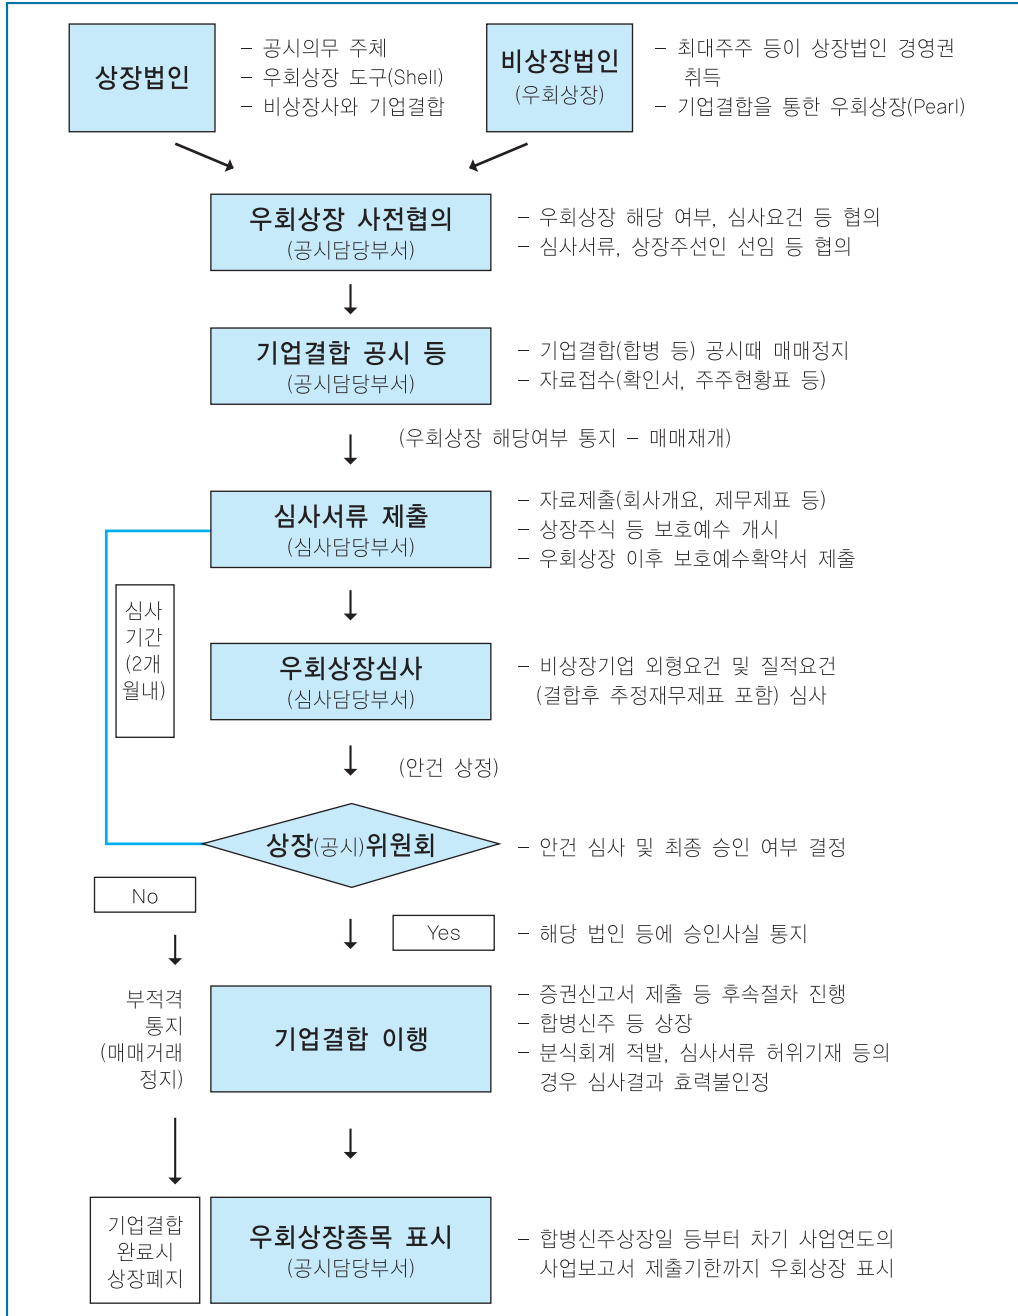 상장법인
– 공시의무 주체
– 우회상장 도구(Shell)
– 비상장사와 기업결합
비상장법인
(우회상장)
– 최대주주 등이 상장법인 경영권
취득
– 기업결합을 통한 우회상장(Pearl)
우회상장 사전협의
(공시담당부서)
– 우회상장 해당 여부, 심사요건 등 협의
– 심사서류, 상장주선인 선임 등 협의
기업결합 공시 등
(공시담당부서)
– 기업결합(합병 등) 공시때 매매정지
– 자료접수(확인서, 주주현황표 등)
(우회상장 해당여부 통지 – 매매재개)
심사서류 제출
(심사담당부서)
– 자료제출(회사개요, 재무제표 등)
– 상장주식 등 보호예수 개시
– 우회상장 이후 보호예수확약서 제출
심사
기간
(2개
월내)
우회상장심사
(심사담당부서)
– 비상장기업 외형요건 및 질적요건
(결합후 추정재무제표 포함) 심사
(안건 상정)
상장(공시)위원회
– 안건 심사 및 최종 승인 여부 결정
No
Yes
– 해당 법인 등에 승인사실 통지
부적격
통지
(매매거래
정지)
기업결합 이행
– 증권신고서 제출 등 후속절차 진행
– 합병신주 등 상장
– 분식회계 적발, 심사서류 허위기재 등의
경우 심사결과 효력불인정
기업결합
완료시
상장폐지
우회상장종목 표시
(공시담당부서)
– 합병신주상장일 등부터 차기 사업연도의
사업보고서 제출기한까지 우회상장 표시